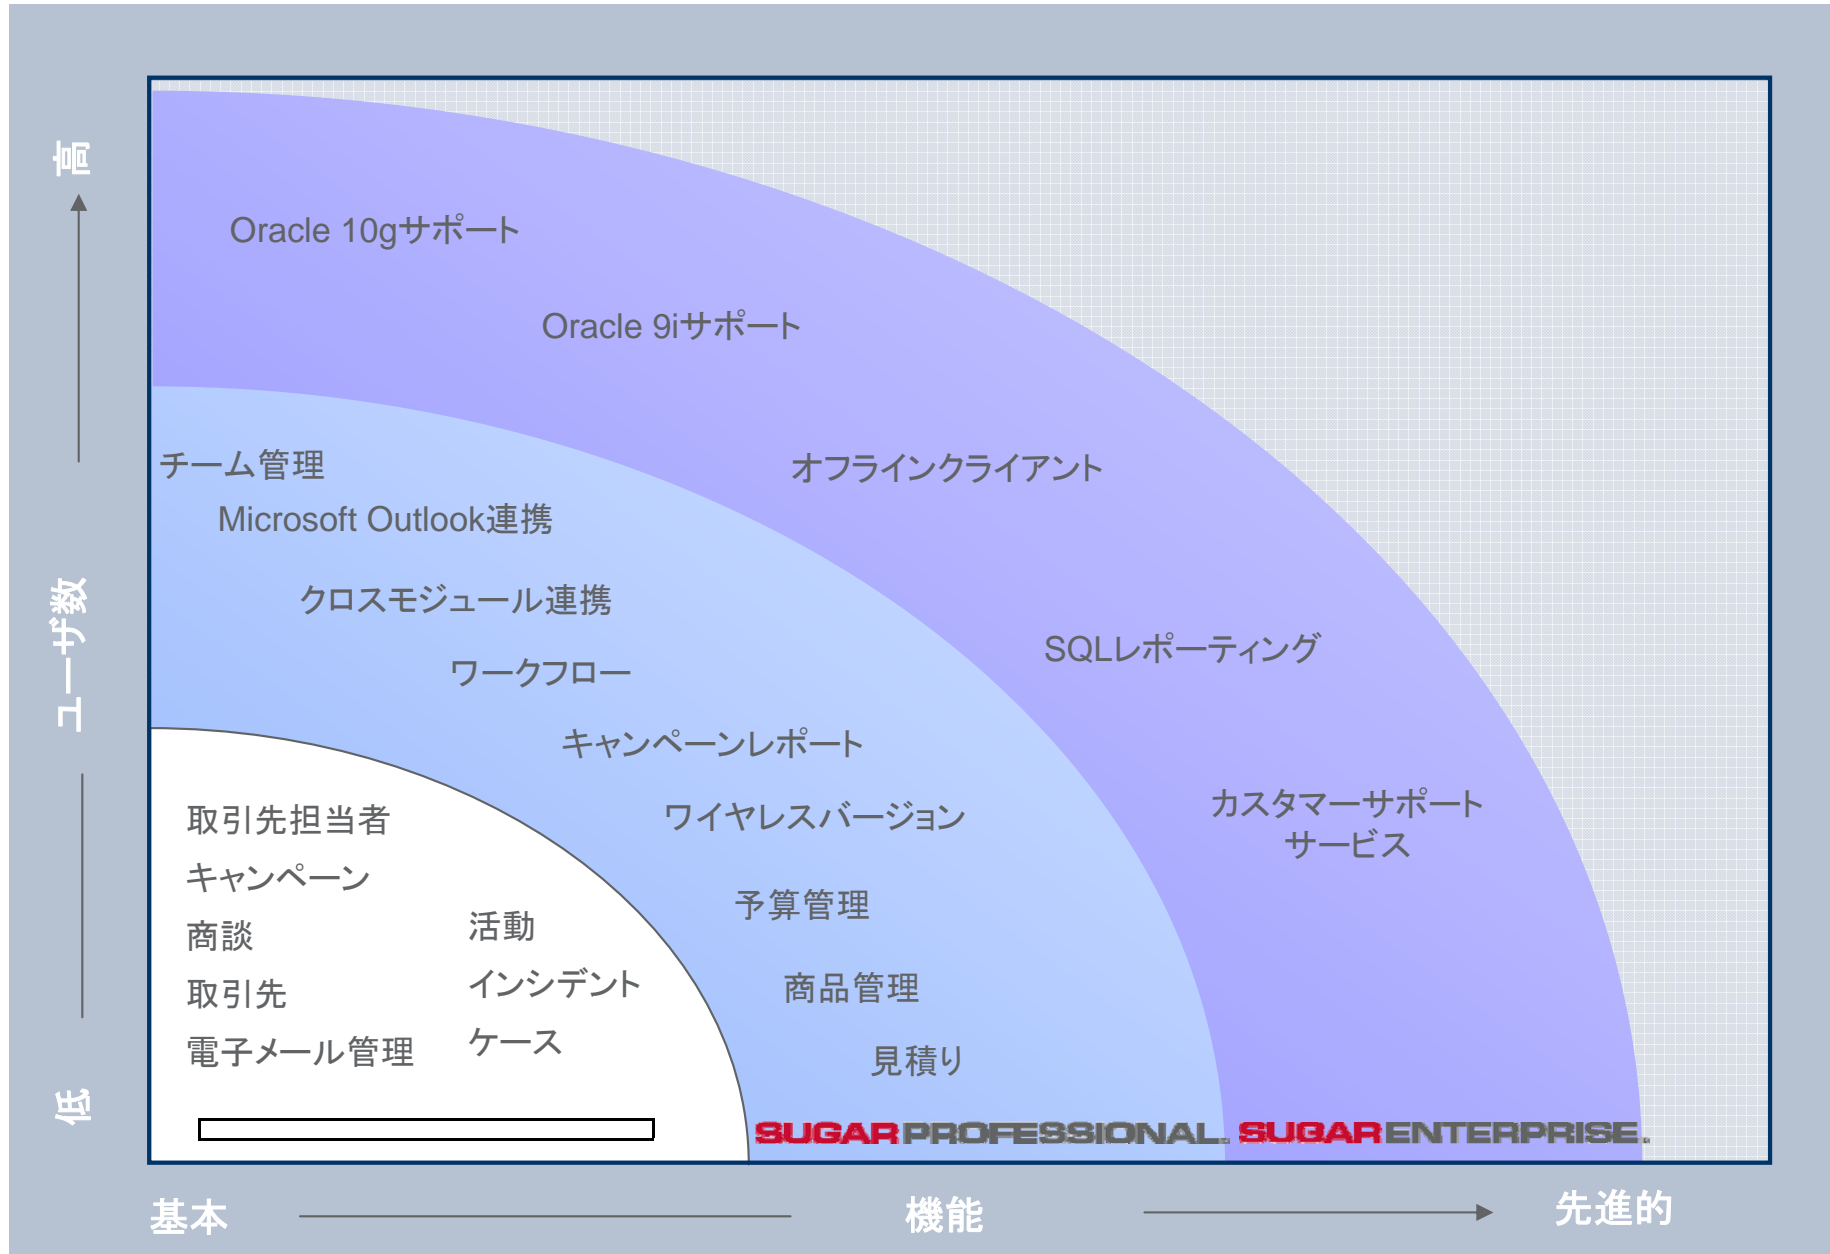 高
ユーザ数
低
Oracle 10gサポート
Oracle 9iサポート
オフラインクライアント
SQLレポーティング
カスタマーサポート
サービス
チーム管理
Microsoft Outlook連携
クロスモジュール連携
ワークフロー
キャンペーンレポート
ワイヤレスバージョン
予算管理
商品管理
見積り
取引先担当者
キャンペーン
商談
取引先
電子メール管理
活動
インシデント
ケース
SUGAR PROFESSIONAL.
SUGAR ENTERPRISE.
基本
機能
先進的